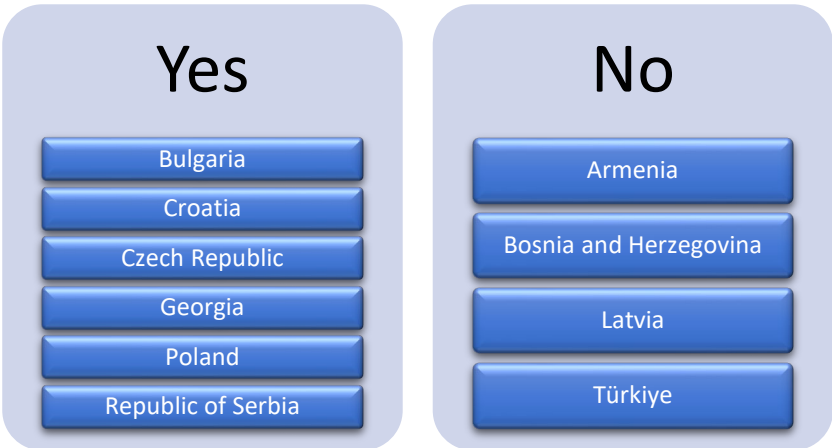 Yes
Bulgaria
Croatia
Czech Republic
Georgia
Poland
Republic of Serbia
No
Armenia
Bosnia and Herzegovina
Latvia
Türkiye